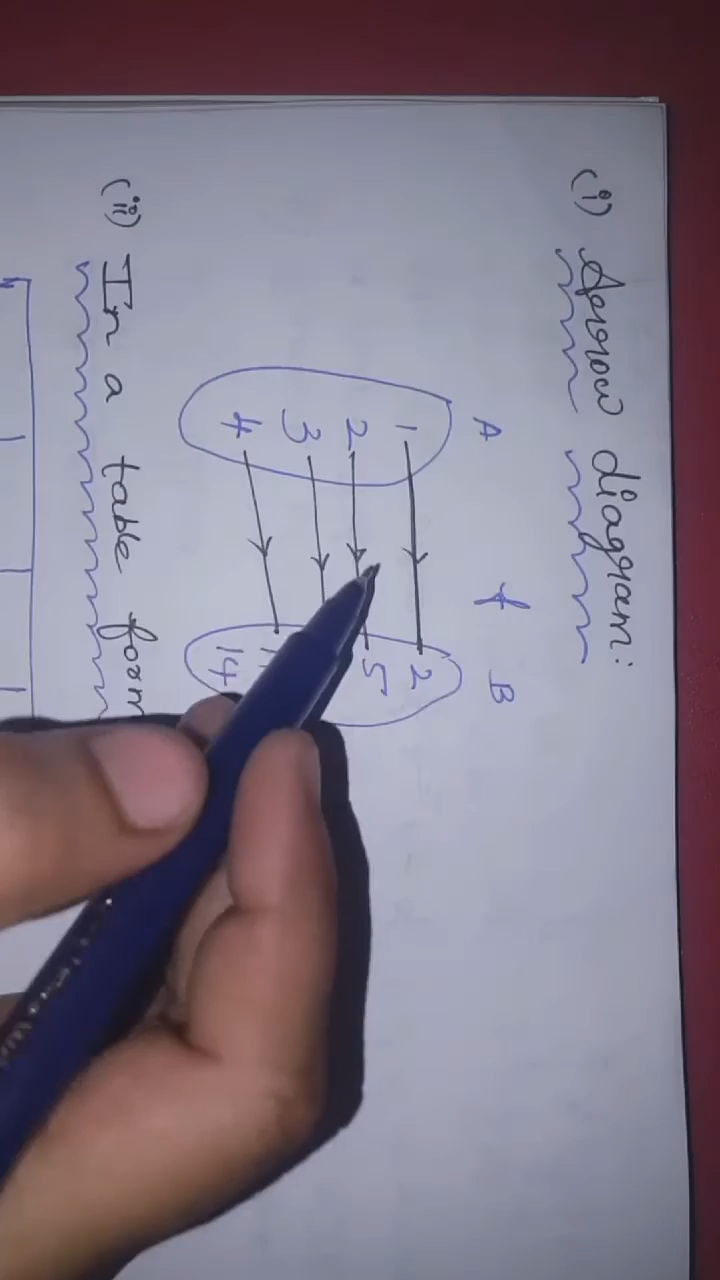 (i) Arrow diagram:
A f B
1 2
2 5
3
4
14
(ii) In a table form